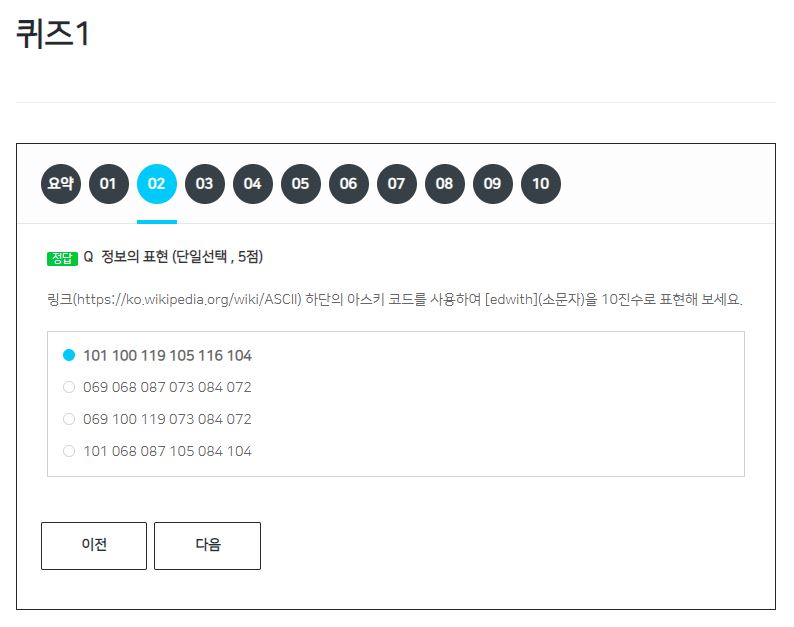 퀴즈1
요약 01 02 03 04 05 06 07 08 09 10
정답 Q 정보의 표현 (단일선택 , 5점)
링크(https://ko.wikipedia.org/wiki/ASCII) 하단의 아스키 코드를 사용하여 [edwith](소문자)을 10진수로 표현해 보세요.
101 100 119 105 116 104
069 068 087 073 084 072
069 100 119 073 084 072
101 068 087 105 084 104
이전 다음